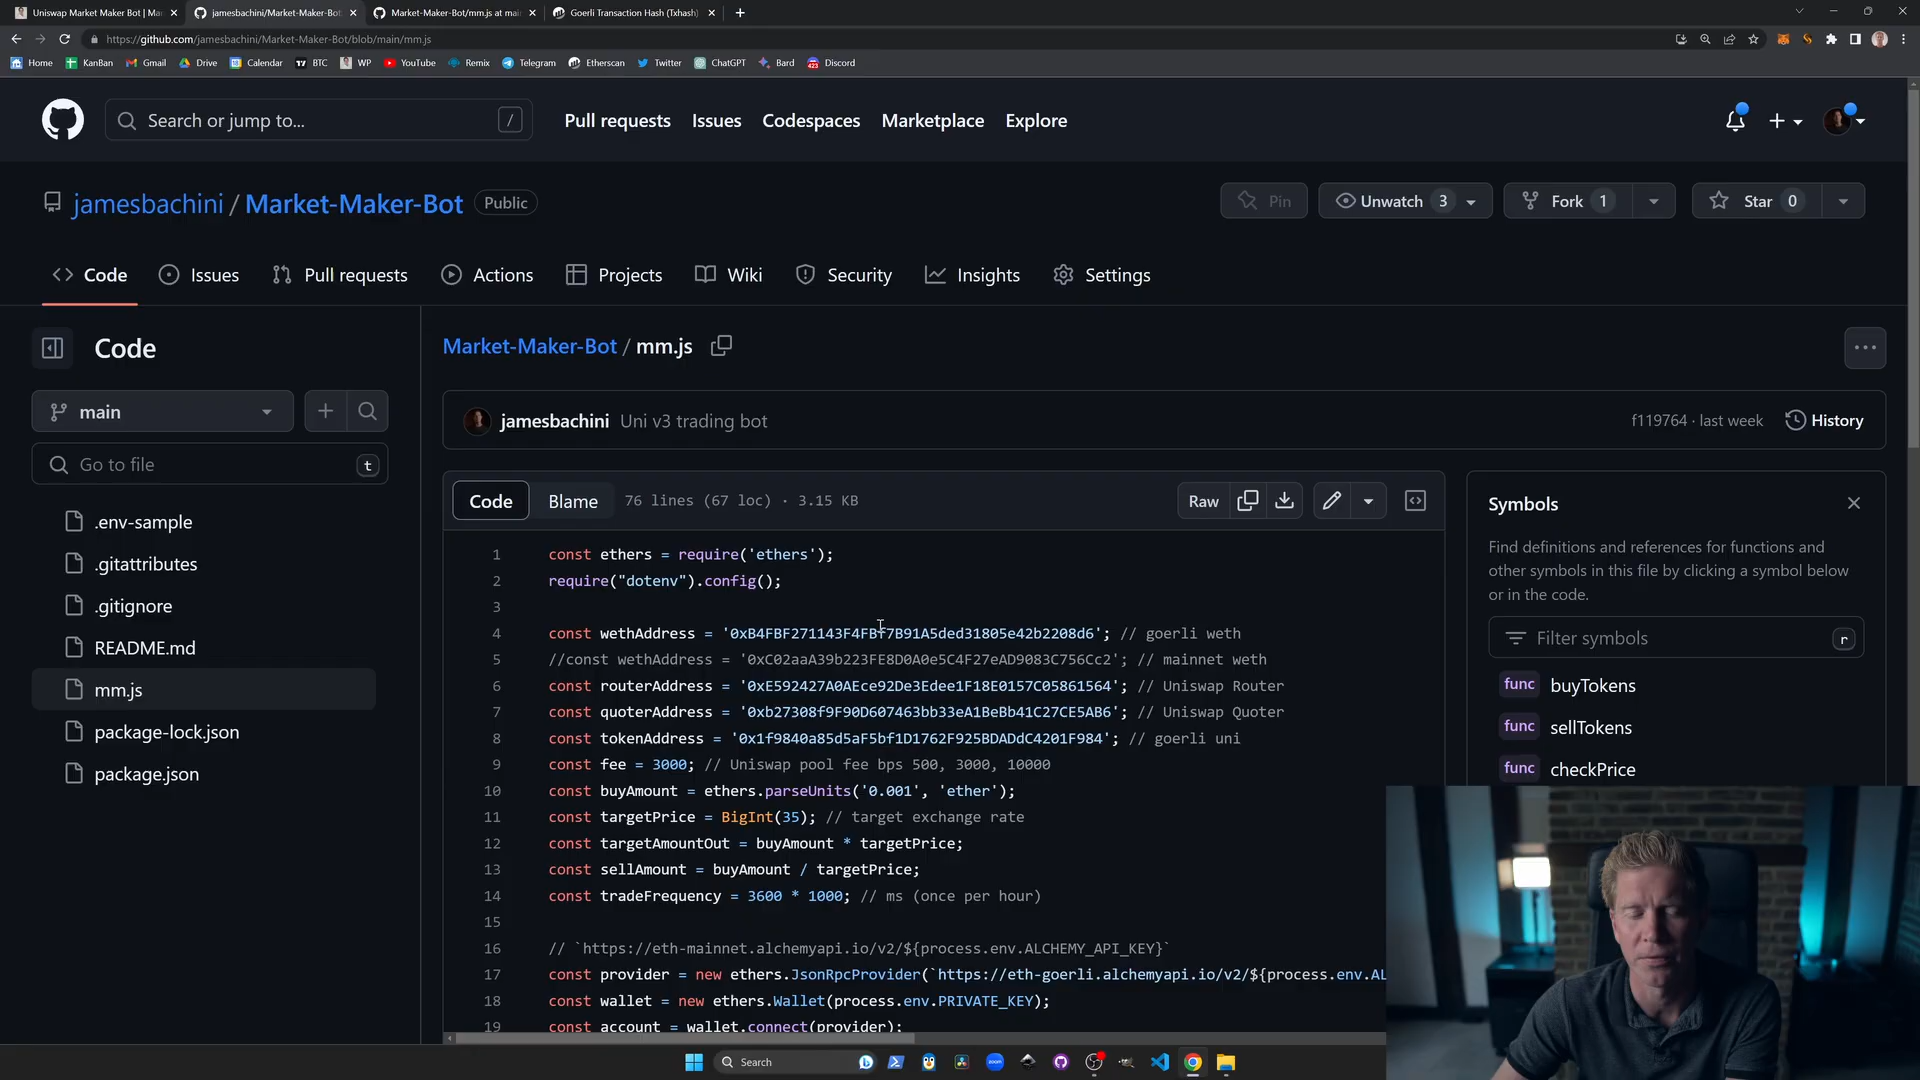 Uniswap Market Maker Bot | Mar
jamesbachini/Market-Maker-Bot
Market-Maker-Bot/mm.js at main
Goerli Transaction Hash (Txhash)
https://github.com/jamesbachini/Market-Maker-Bot/blob/main/mm.js
Home
KanBan
Gmail
Drive
Calendar
BTC
WP
YouTube
Remix
Telegram
Etherscan
Twitter
ChatGPT
Bard
Discord
Search or jump to...
/
Pull requests
Issues
Codespaces
Marketplace
Explore
jamesbachini / Market-Maker-Bot
Public
Pin
Unwatch 3
Fork 1
Star 0
Code
Issues
Pull requests
Actions
Projects
Wiki
Security
Insights
Settings
Code
main
Go to file
t
.env-sample
.gitattributes
.gitignore
README.md
mm.js
package-lock.json
package.json
Market-Maker-Bot / mm.js
jamesbachini Uni v3 trading bot
f119764 · last week
History
Code
Blame
76 lines (67 loc) · 3.15 KB
Raw
1 const ethers = require('ethers');
2 require("dotenv").config();
3
4 const wethAddress = '0xB4FBF271143F4FBf7B91A5ded31805e42b2208d6'; // goerli weth
5 //const wethAddress = '0xC02aaA39b223FE8D0A0e5C4F27eAD9083C756Cc2'; // mainnet weth
6 const routerAddress = '0xE592427A0AEce92De3Edee1F18E0157C05861564'; // Uniswap Router
7 const quoterAddress = '0xb27308f9F90D607463bb33eA1BeBb41C27CE5AB6'; // Uniswap Quoter
8 const tokenAddress = '0x1f9840a85d5aF5bf1D1762F925BDADdC4201F984'; // goerli uni
9 const fee = 3000; // Uniswap pool fee bps 500, 3000, 10000
10 const buyAmount = ethers.parseUnits('0.001', 'ether');
11 const targetPrice = BigInt(35); // target exchange rate
12 const targetAmountOut = buyAmount * targetPrice;
13 const sellAmount = buyAmount / targetPrice;
14 const tradeFrequency = 3600 * 1000; // ms (once per hour)
15
16 // `https://eth-mainnet.alchemyapi.io/v2/${process.env.ALCHEMY_API_KEY}`
17 const provider = new ethers.JsonRpcProvider(`https://eth-goerli.alchemyapi.io/v2/${process.env.AL
18 const wallet = new ethers.Wallet(process.env.PRIVATE_KEY);
19 const account = wallet.connect(provider);
Symbols
Find definitions and references for functions and
other symbols in this file by clicking a symbol below
or in the code.
Filter symbols
r
func buyTokens
func sellTokens
func checkPrice
Search
zoom